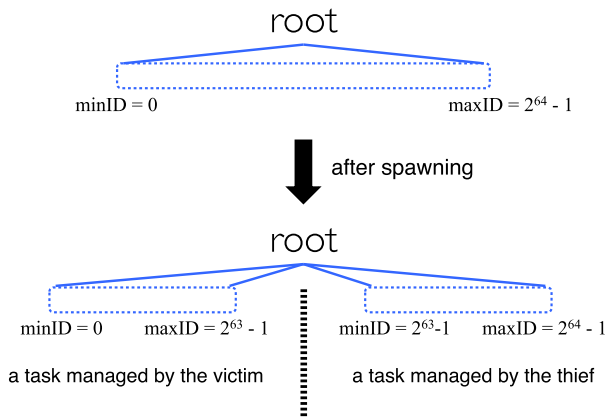 root
minID = 0 maxID = 2⁶⁴ - 1
after spawning
root
minID = 0 maxID = 2⁶³ - 1 minID = 2⁶³-1 maxID = 2⁶⁴ - 1
a task managed by the victim a task managed by the thief